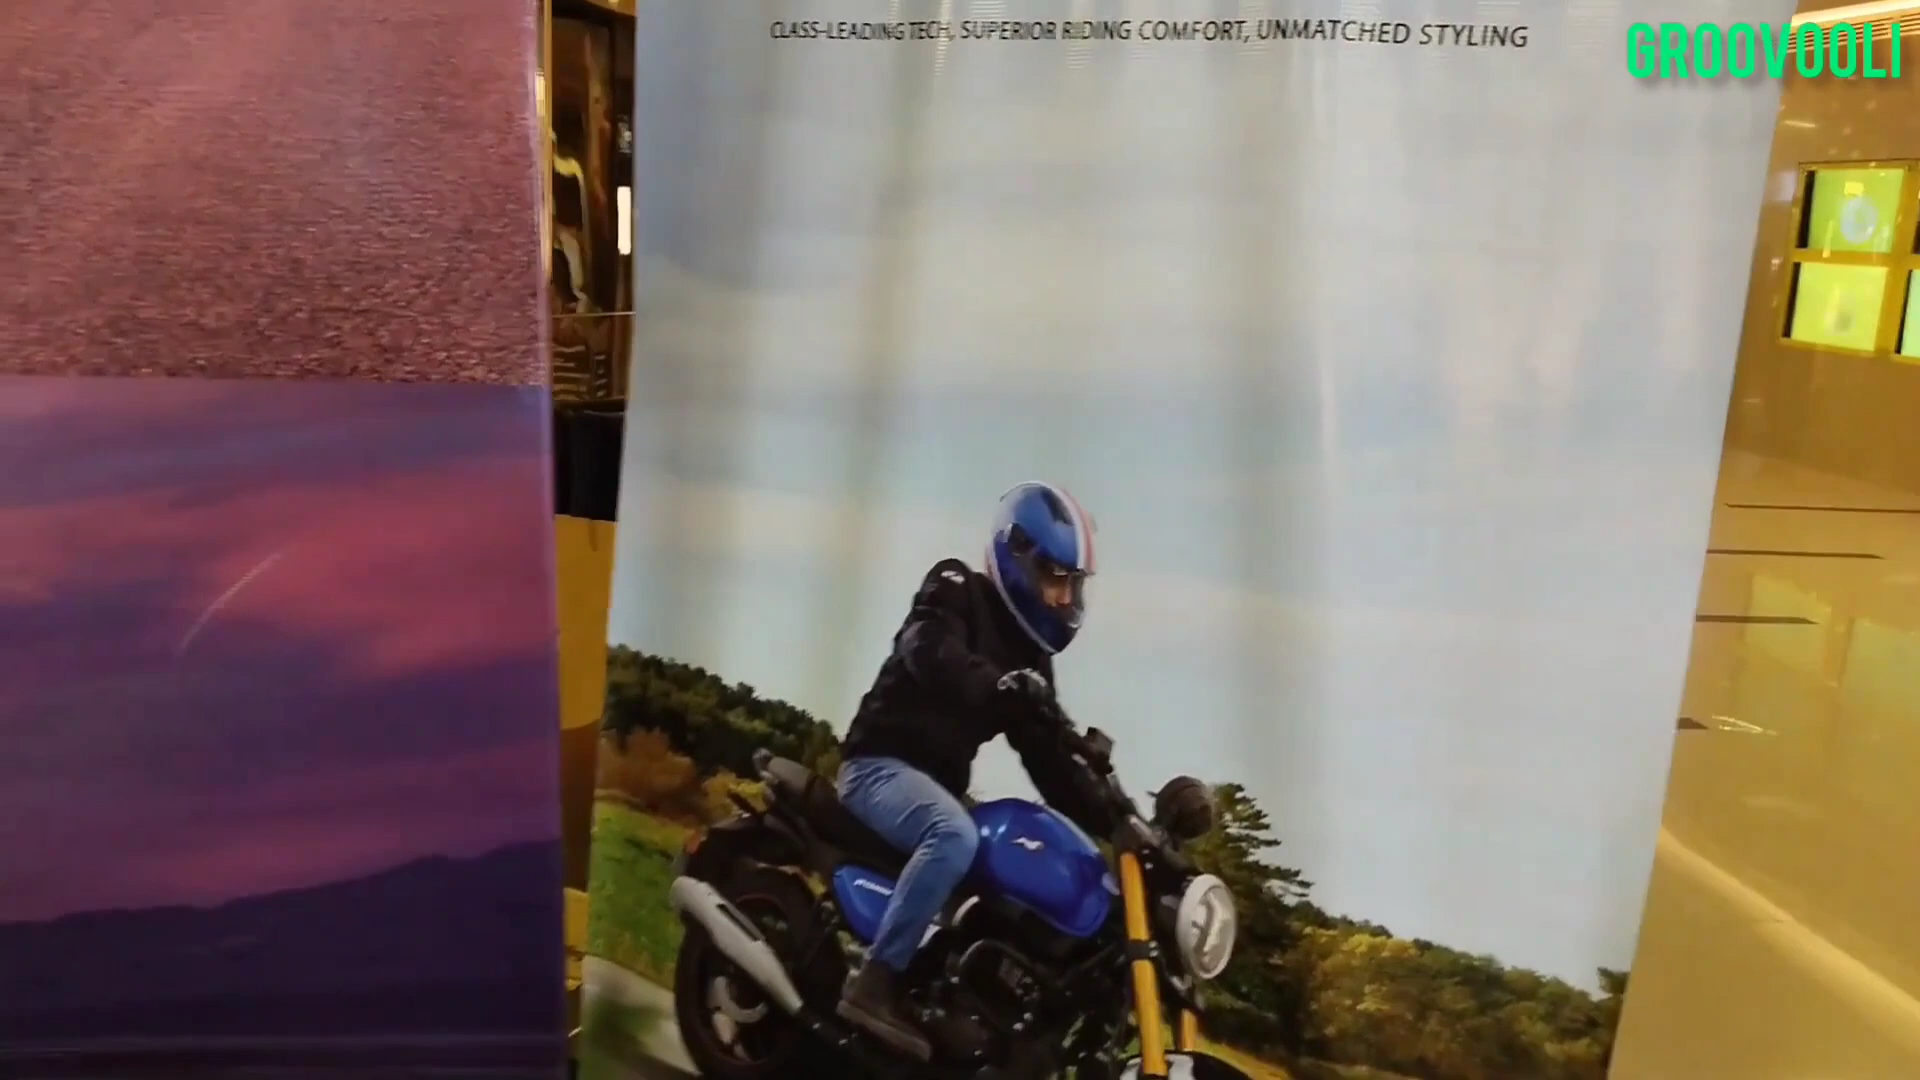 CLASS-LEADING TECH, SUPERIOR RIDING COMFORT, UNMATCHED STYLING
GROOVOOLI